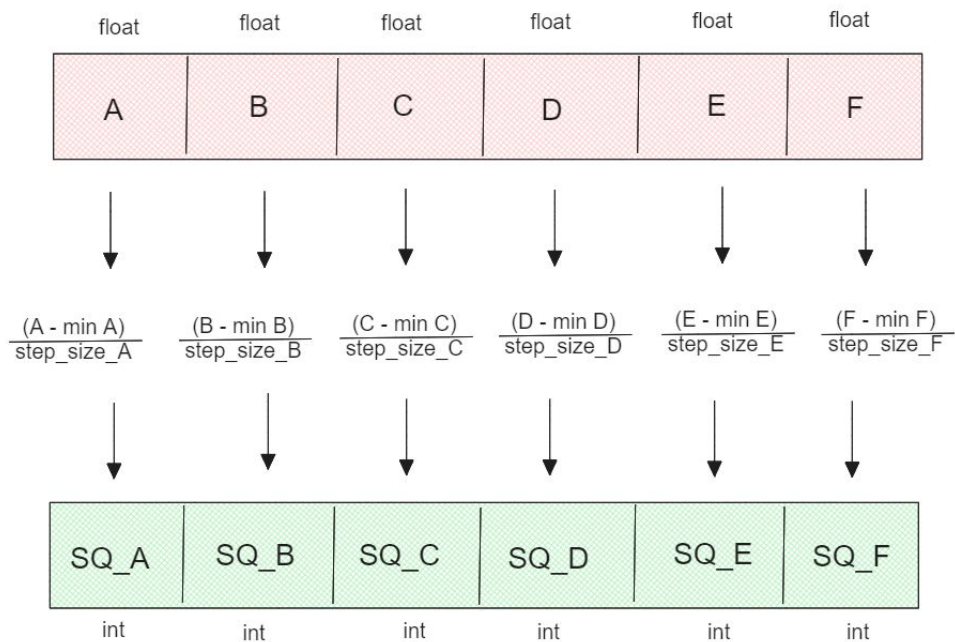 float float float float float float
A B C D E F
(A - min A) (B - min B) (C - min C) (D - min D) (E - min E) (F - min F)
step_size_A step_size_B step_size_C step_size_D step_size_E step_size_F
SQ_A SQ_B SQ_C SQ_D SQ_E SQ_F
int int int int int int